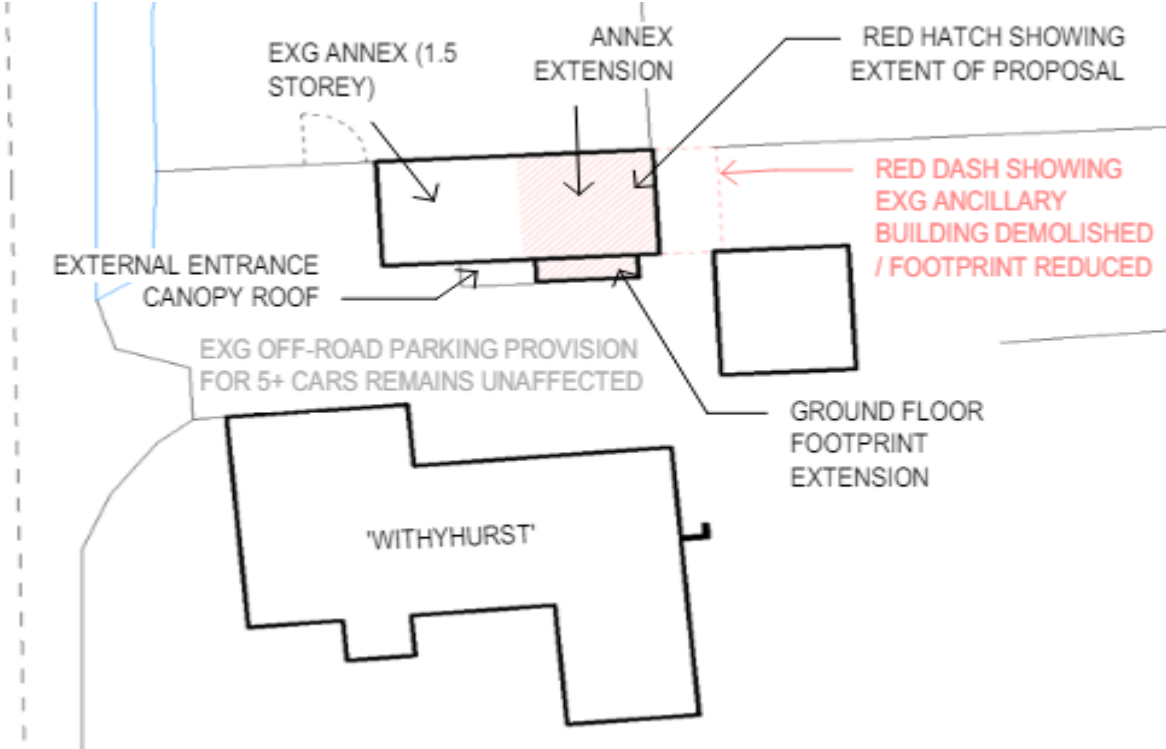 EXG ANNEX (1.5
STOREY)
ANNEX
EXTENSION
RED HATCH SHOWING
EXTENT OF PROPOSAL
RED DASH SHOWING
EXG ANCILLARY
BUILDING DEMOLISHED
/ FOOTPRINT REDUCED
EXTERNAL ENTRANCE
CANOPY ROOF
EXG OFF-ROAD PARKING PROVISION
FOR 5+ CARS REMAINS UNAFFECTED
GROUND FLOOR
FOOTPRINT
EXTENSION
'WITHYHURST'